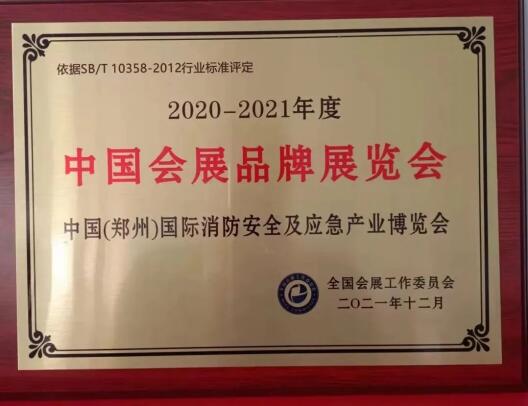 依据SB/T 10358-2012行业标准评定
2020-2021年度
中国会展品牌展览会
中国(郑州)国际消防安全及应急产业博览会
全国会展工作委员会
二〇二一年十二月